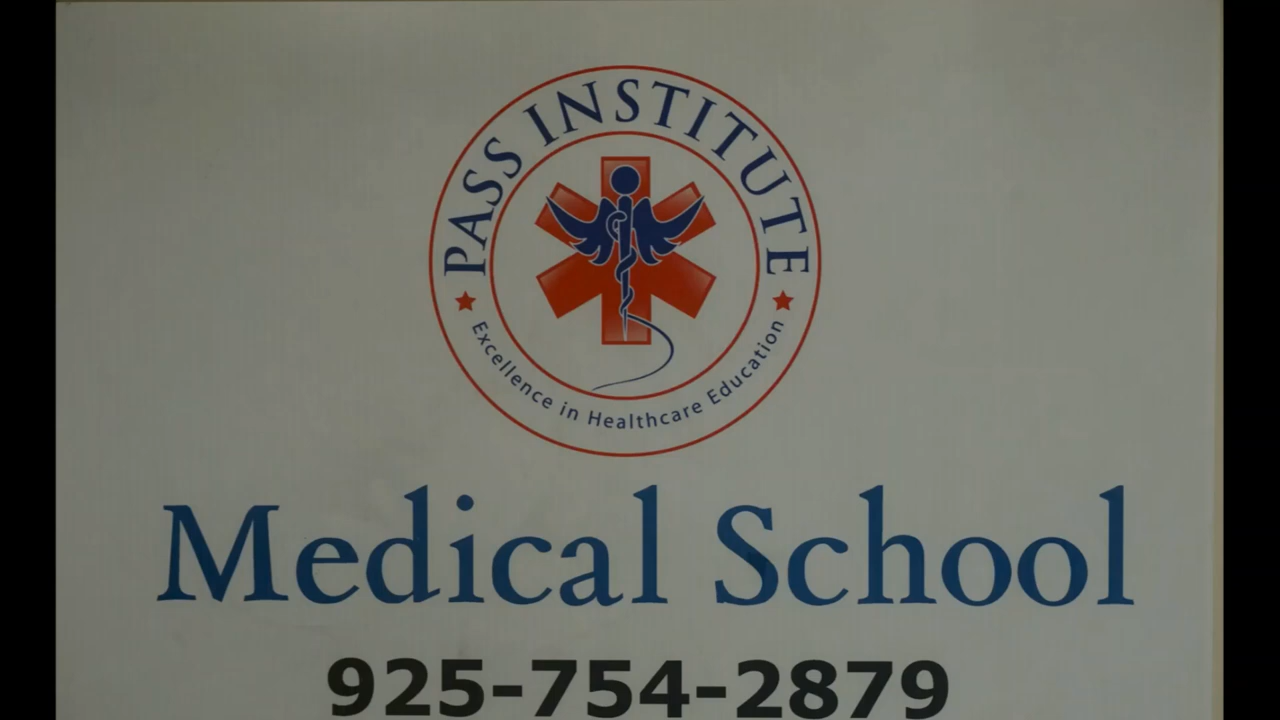 PASS INSTITUTE
Excellence in Healthcare Education
Medical School
925-754-2879